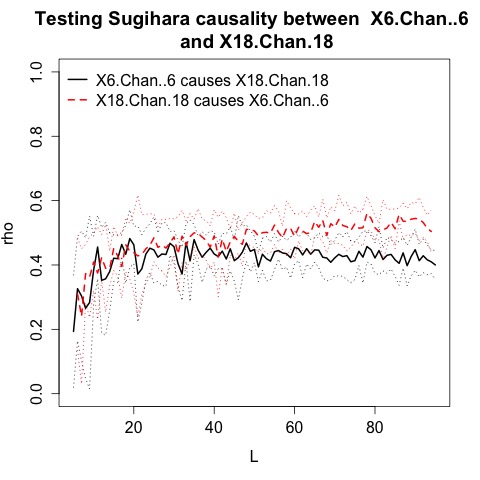 Testing Sugihara causality between  X6.Chan..6
and X18.Chan.18
X6.Chan..6 causes X18.Chan.18
X18.Chan.18 causes X6.Chan..6
rho
1.0
0.8
0.6
0.4
0.2
0.0
20 40 60 80
L